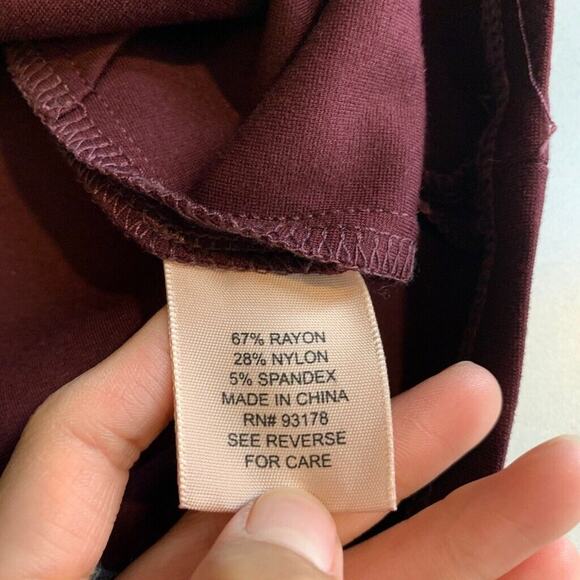 67% RAYON
28% NYLON
5% SPANDEX
MADE IN CHINA
RN# 93178
SEE REVERSE
FOR CARE